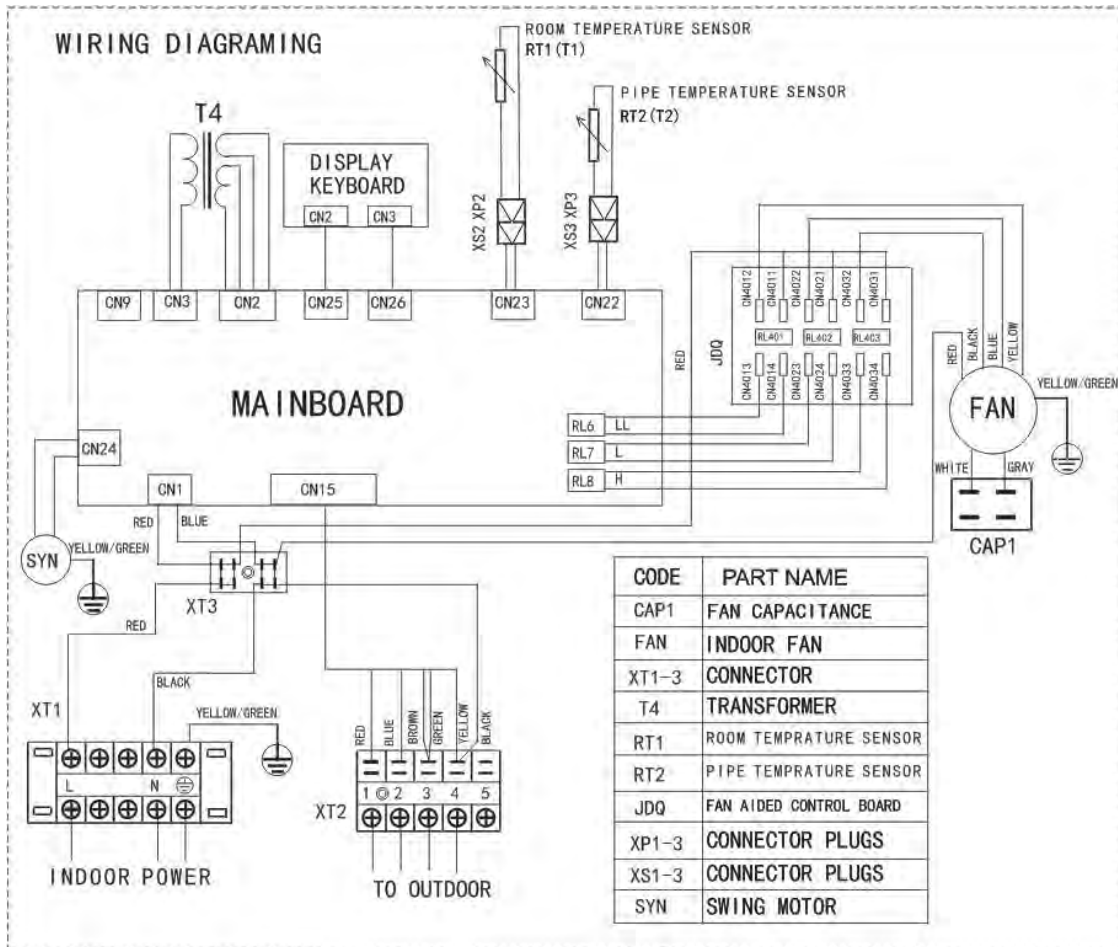 WIRING DIAGRAMING
ROOM TEMPERATURE SENSOR
RT1(T1)
PIPE TEMPERATURE SENSOR
RT2(T2)
T4
DISPLAY
KEYBOARD
CN2
CN3
XS2 XP2
XS3 XP3
CN9
CN3
CN2
CN25
CN26
CN23
CN22
MAINBOARD
CN24
CN1
CN15
RL6
LL
RL7
L
RL8
H
RED
JDQ
CN4012
CN4011
CN4022
CN4021
CN4032
CN4031
RL401
RL402
RL403
CN4013
CN4014
CN4023
CN4024
CN4033
CN4034
RED
BLACK
BLUE
YELLOW
FAN
YELLOW/GREEN
WHITE
GRAY
CAP1
RED
BLUE
SYN
YELLOW/GREEN
XT3
RED
BLACK
XT1
YELLOW/GREEN
L
N
INDOOR POWER
RED
BLUE
BROWN
GREEN
YELLOW
BLACK
XT2
1 2 3 4 5
TO OUTDOOR
CODE PART NAME
CAP1 FAN CAPACITANCE
FAN INDOOR FAN
XT1-3 CONNECTOR
T4 TRANSFORMER
RT1 ROOM TEMPRATURE SENSOR
RT2 PIPE TEMPRATURE SENSOR
JDQ FAN AIDED CONTROL BOARD
XP1-3 CONNECTOR PLUGS
XS1-3 CONNECTOR PLUGS
SYN SWING MOTOR